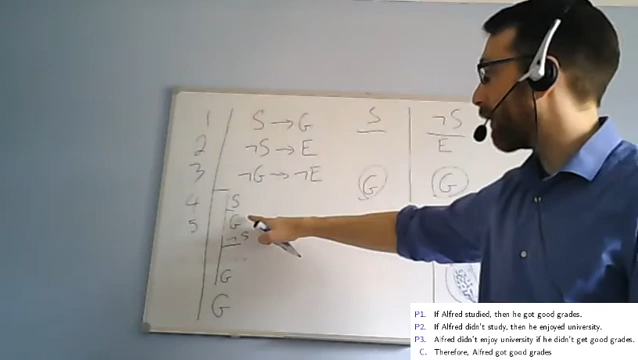 1 S → G
2 ¬S → E
3 ¬G → ¬E
4 S
5 G
¬S
G
G
S
G
¬S
E
G
P1. If Alfred studied, then he got good grades.
P2. If Alfred didn't study, then he enjoyed university.
P3. Alfred didn't enjoy university if he didn't get good grades.
C. Therefore, Alfred got good grades